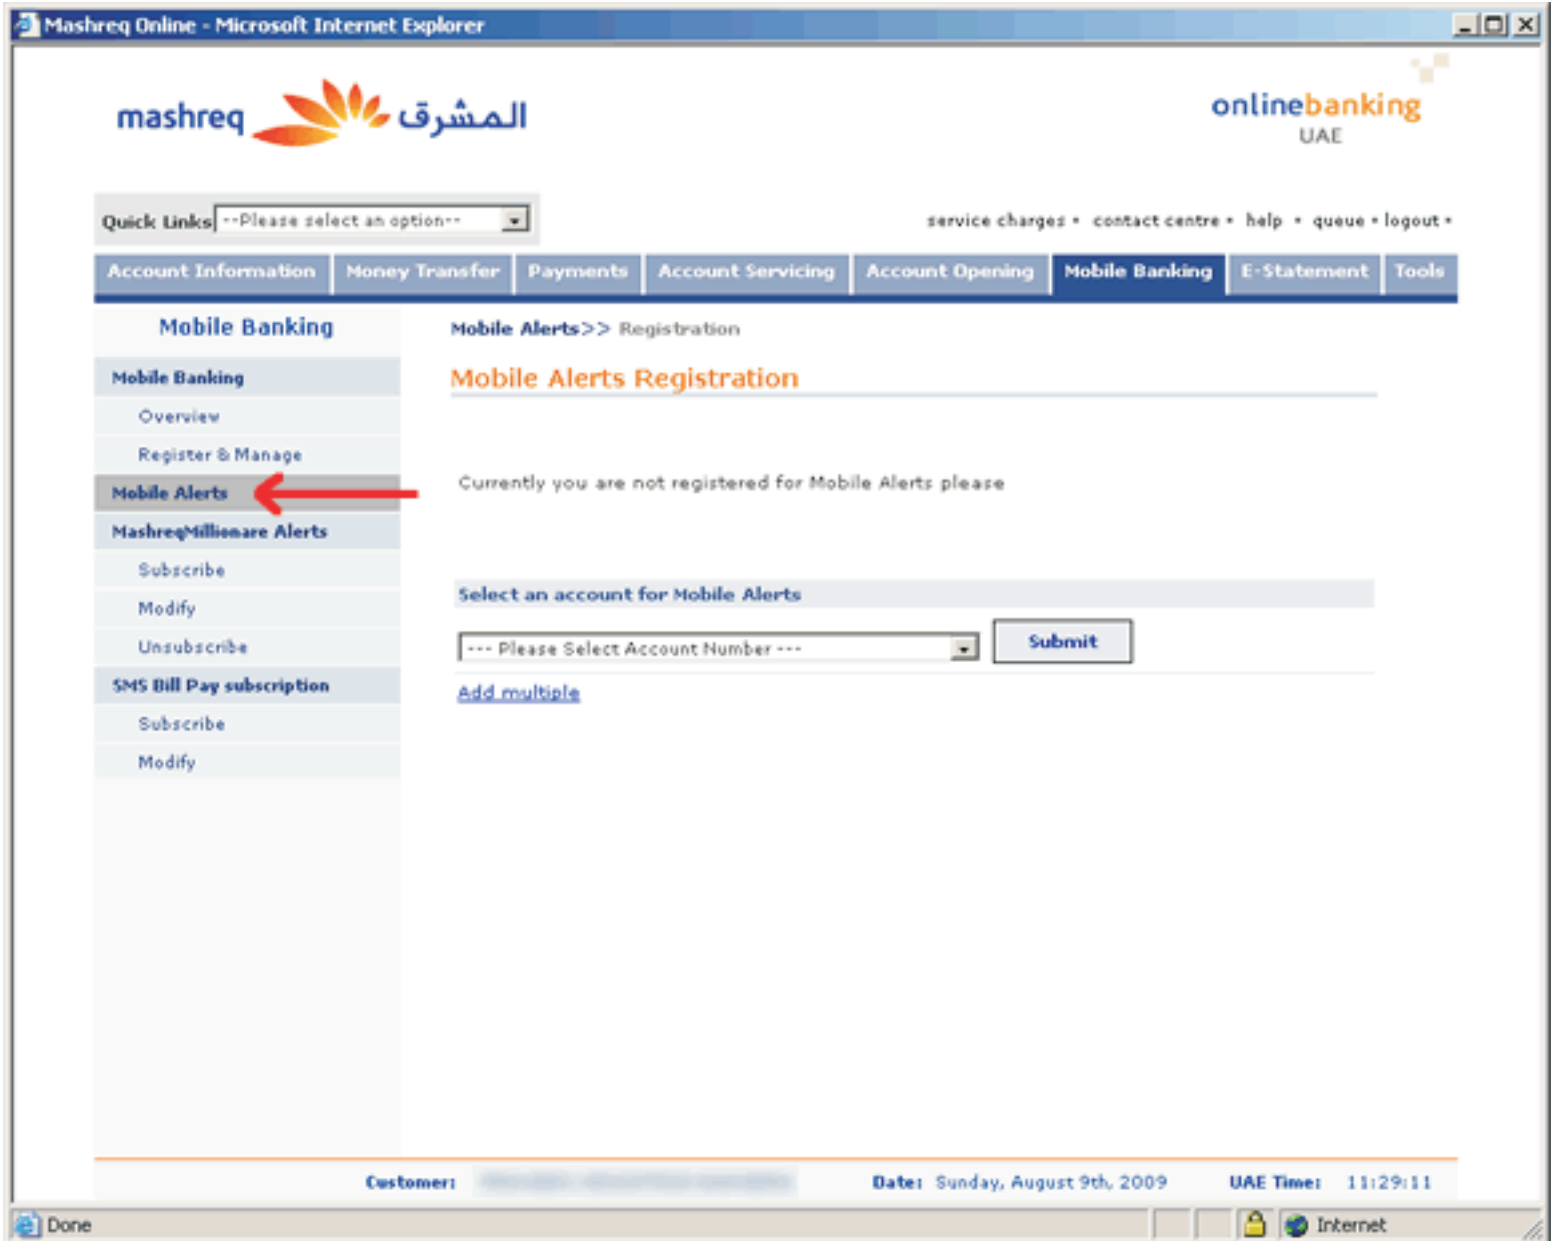 Mashreq Online - Microsoft Internet Explorer
mashreq المشرق
onlinebanking
UAE
Quick Links --Please select an option--
service charges • contact centre • help • queue • logout •
Account Information Money Transfer Payments Account Servicing Account Opening Mobile Banking E-Statement Tools
Mobile Banking
Mobile Banking
Overview
Register & Manage
Mobile Alerts
MashreqMillionare Alerts
Subscribe
Modify
Unsubscribe
SMS Bill Pay subscription
Subscribe
Modify
Mobile Alerts>> Registration
Mobile Alerts Registration
Currently you are not registered for Mobile Alerts please
Select an account for Mobile Alerts
--- Please Select Account Number --- Submit
Add multiple
Customer: Date: Sunday, August 9th, 2009 UAE Time: 11:29:11
Done Internet